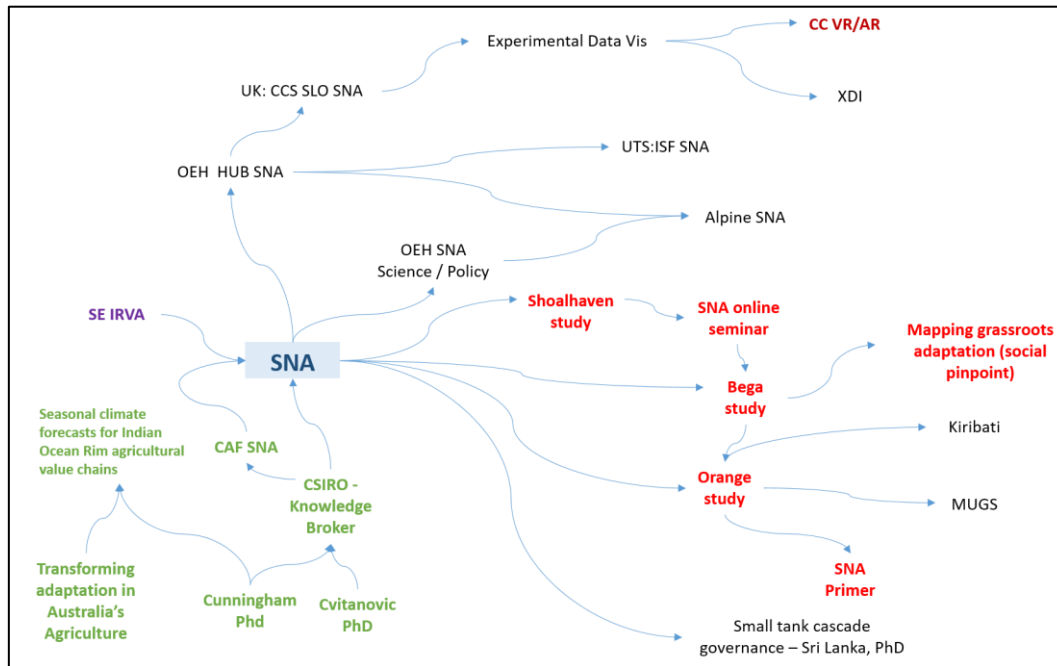 CC VR/AR
Experimental Data Vis
UK: CCS SLO SNA
XDI
UTS:ISF SNA
OEH  HUB SNA
Alpine SNA
OEH SNA
Science / Policy
Shoalhaven
study
SNA online
seminar
SE IRVA
Mapping grassroots
adaptation (social
pinpoint)
SNA
Bega
study
Seasonal climate
forecasts for Indian
Ocean Rim agricultural
value chains
CAF SNA
Kiribati
CSIRO -
Knowledge
Broker
Orange
study
MUGS
Transforming
adaptation in
Australia's
Agriculture
Cunningham
Phd
Cvitanovic
PhD
SNA
Primer
Small tank cascade
governance – Sri Lanka, PhD